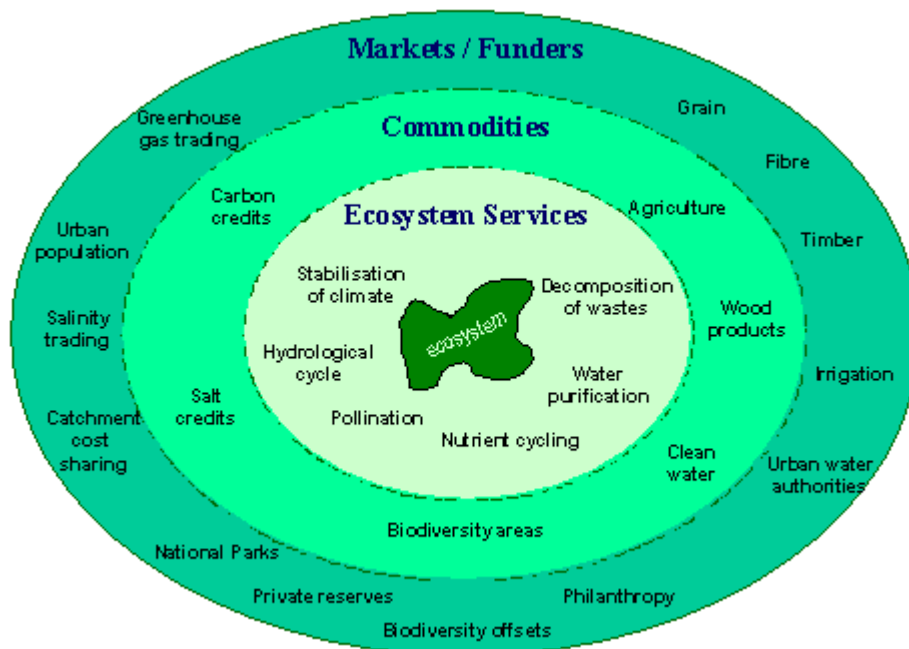 Markets / Funders
Greenhouse
gas trading
Grain
Commodities
Fibre
Carbon
credits
Agriculture
Ecosystem Services
Urban
population
Timber
Stabilisation
of climate
Decomposition
of wastes
ecosystem
Salinity
trading
Wood
products
Hydrological
cycle
Water
purification
Irrigation
Salt
credits
Pollination
Nutrient cycling
Catchment
cost
sharing
Clean
water
Urban water
authorities
Biodiversity areas
National Parks
Private reserves
Philanthropy
Biodiversity offsets